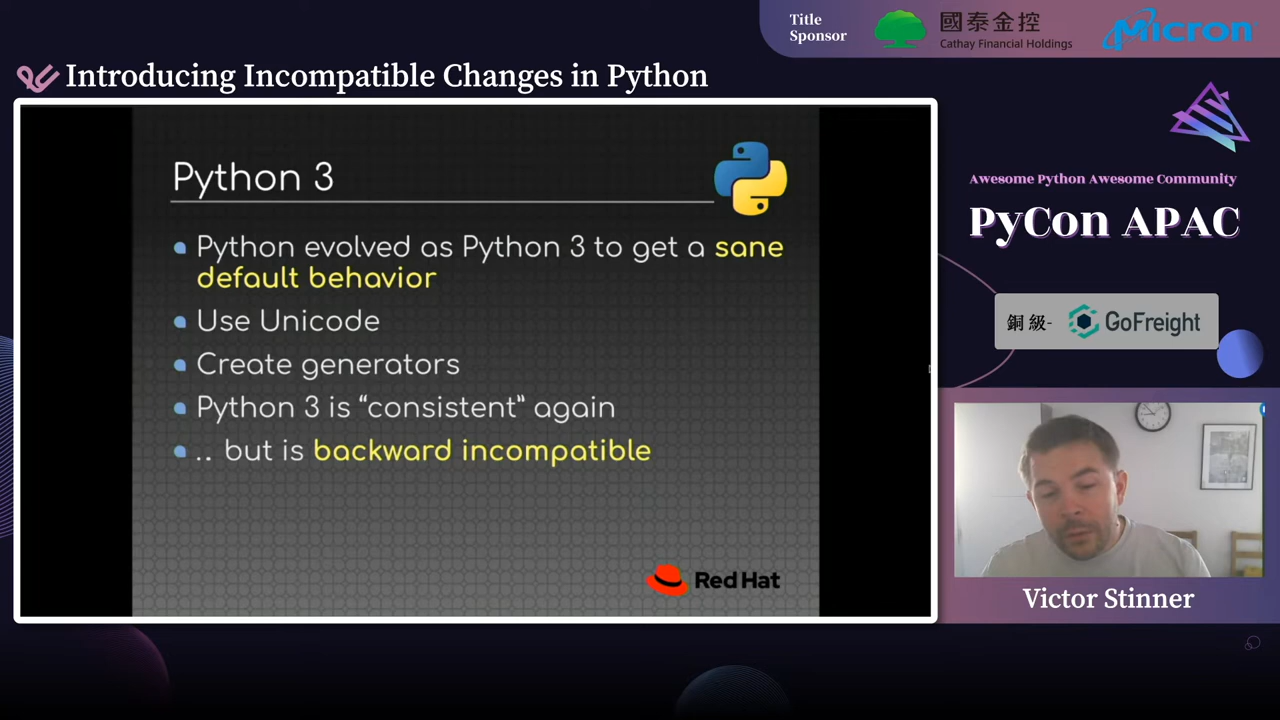 Title
Sponsor
國泰金控
Cathay Financial Holdings
Micron
Introducing Incompatible Changes in Python
Python 3
Python evolved as Python 3 to get a sane
default behavior
Use Unicode
Create generators
Python 3 is “consistent” again
.. but is backward incompatible
Red Hat
Awesome Python Awesome Community
PyCon APAC
銅級- GoFreight
Victor Stinner